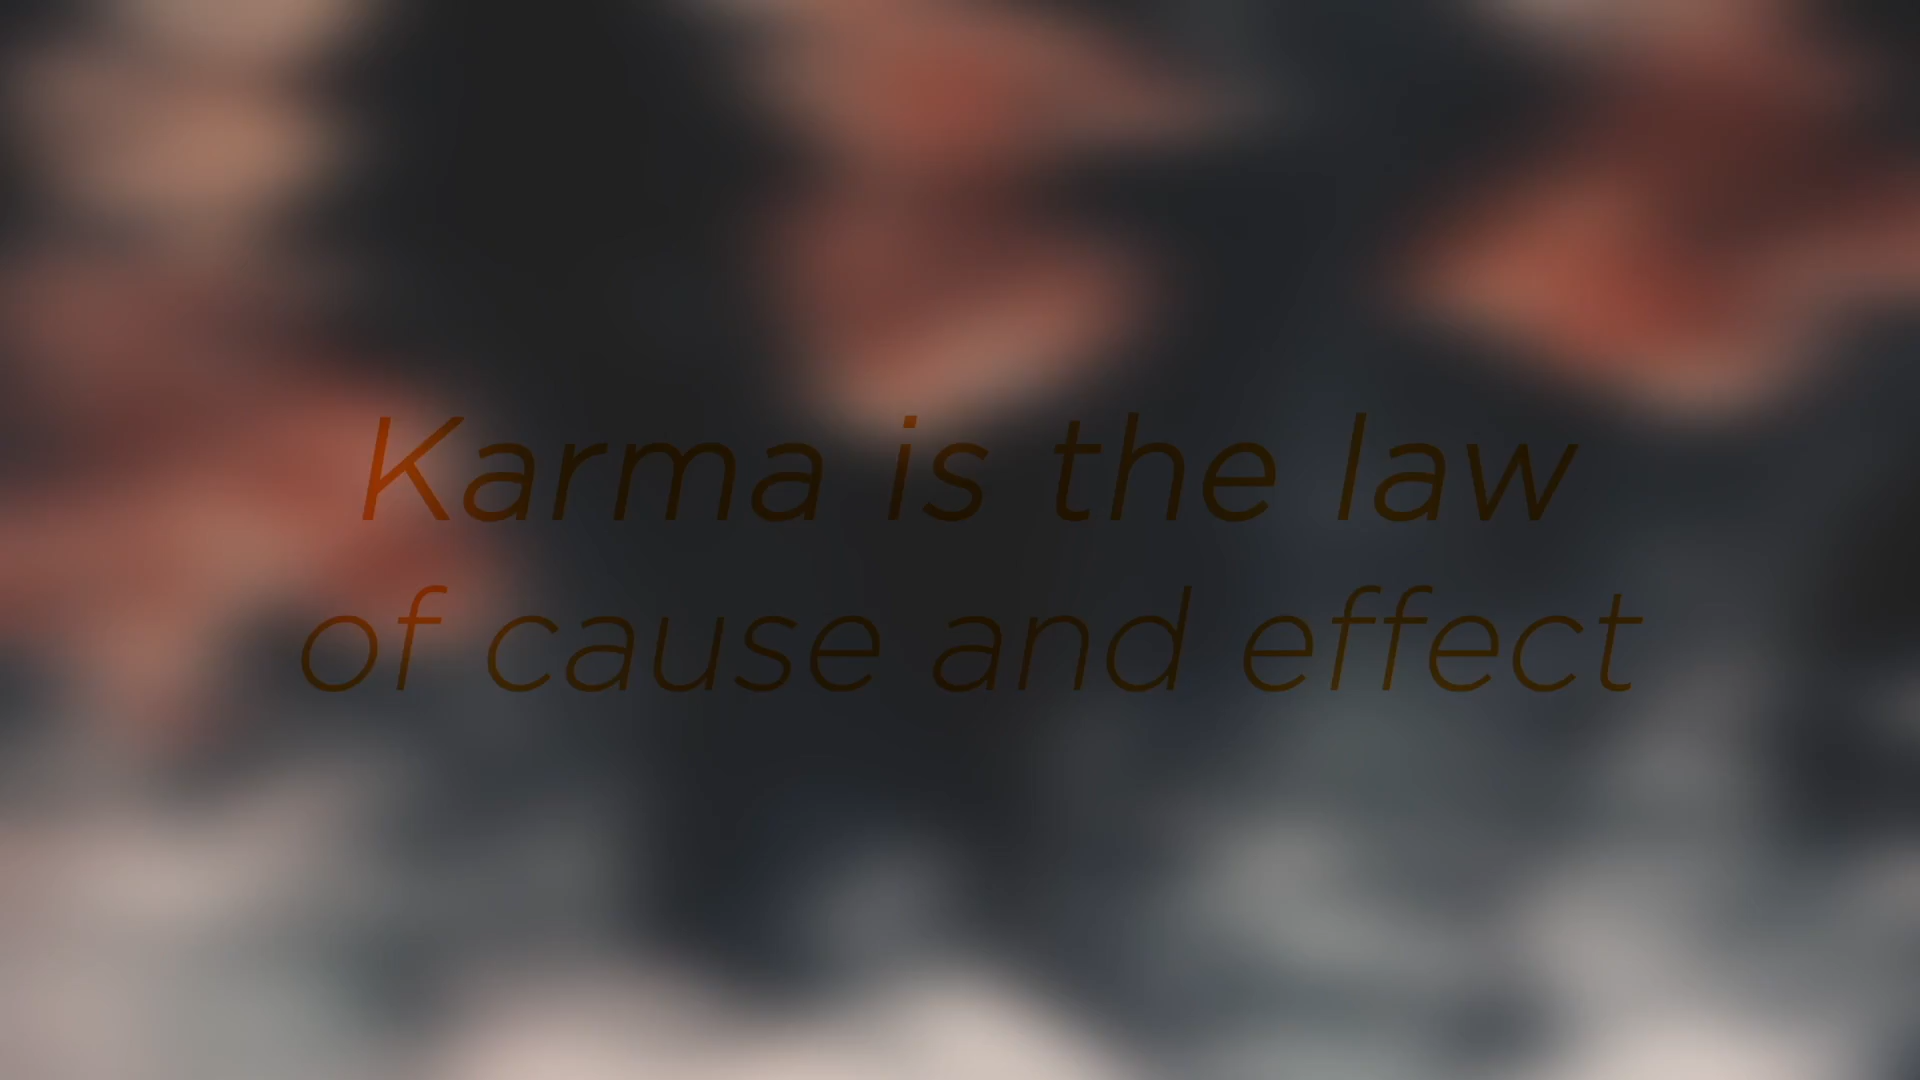 Karma is the law
of cause and effect